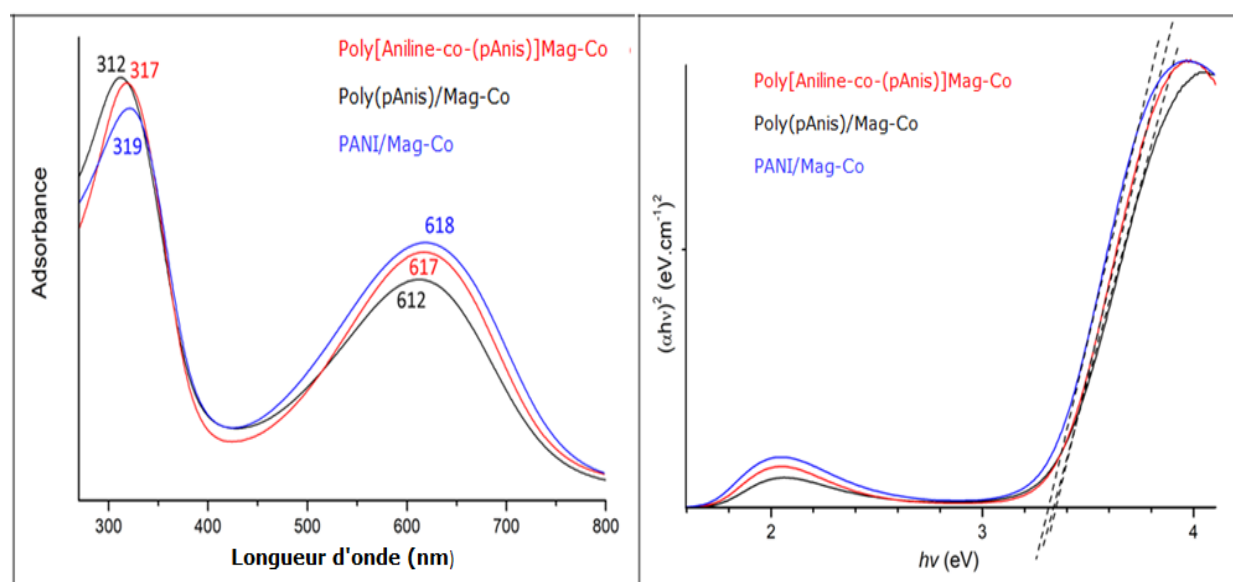 Poly[Aniline-co-(pAnis)]Mag-Co
Poly(pAnis)/Mag-Co
PANI/Mag-Co
312
317
319
618
617
612
Adsorbance
300
400
500
600
700
800
Longueur d'onde (nm)
Poly[Aniline-co-(pAnis)]Mag-Co
Poly(pAnis)/Mag-Co
PANI/Mag-Co
(αhν)² (eV.cm⁻¹)²
2
3
4
hν (eV)